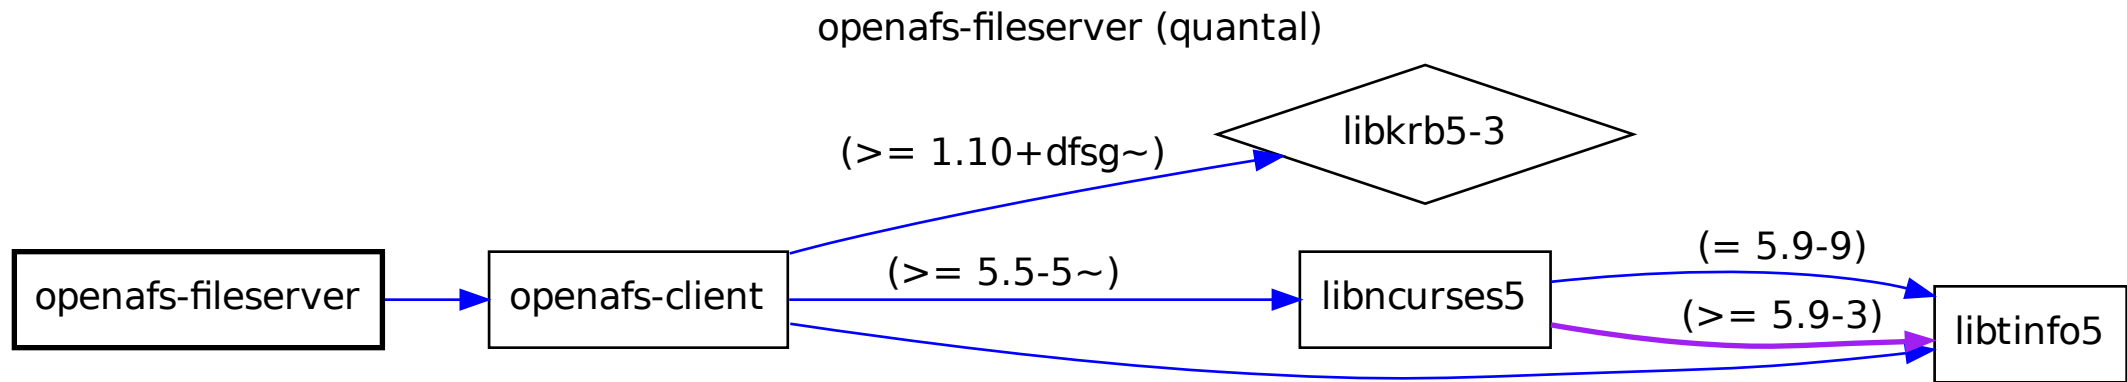 openafs-fileserver (quantal)
libkrb5-3
(>= 1.10+dfsg~)
(= 5.9-9)
(>= 5.5-5~)
openafs-fileserver
openafs-client
libncurses5
(>= 5.9-3)
libtinfo5